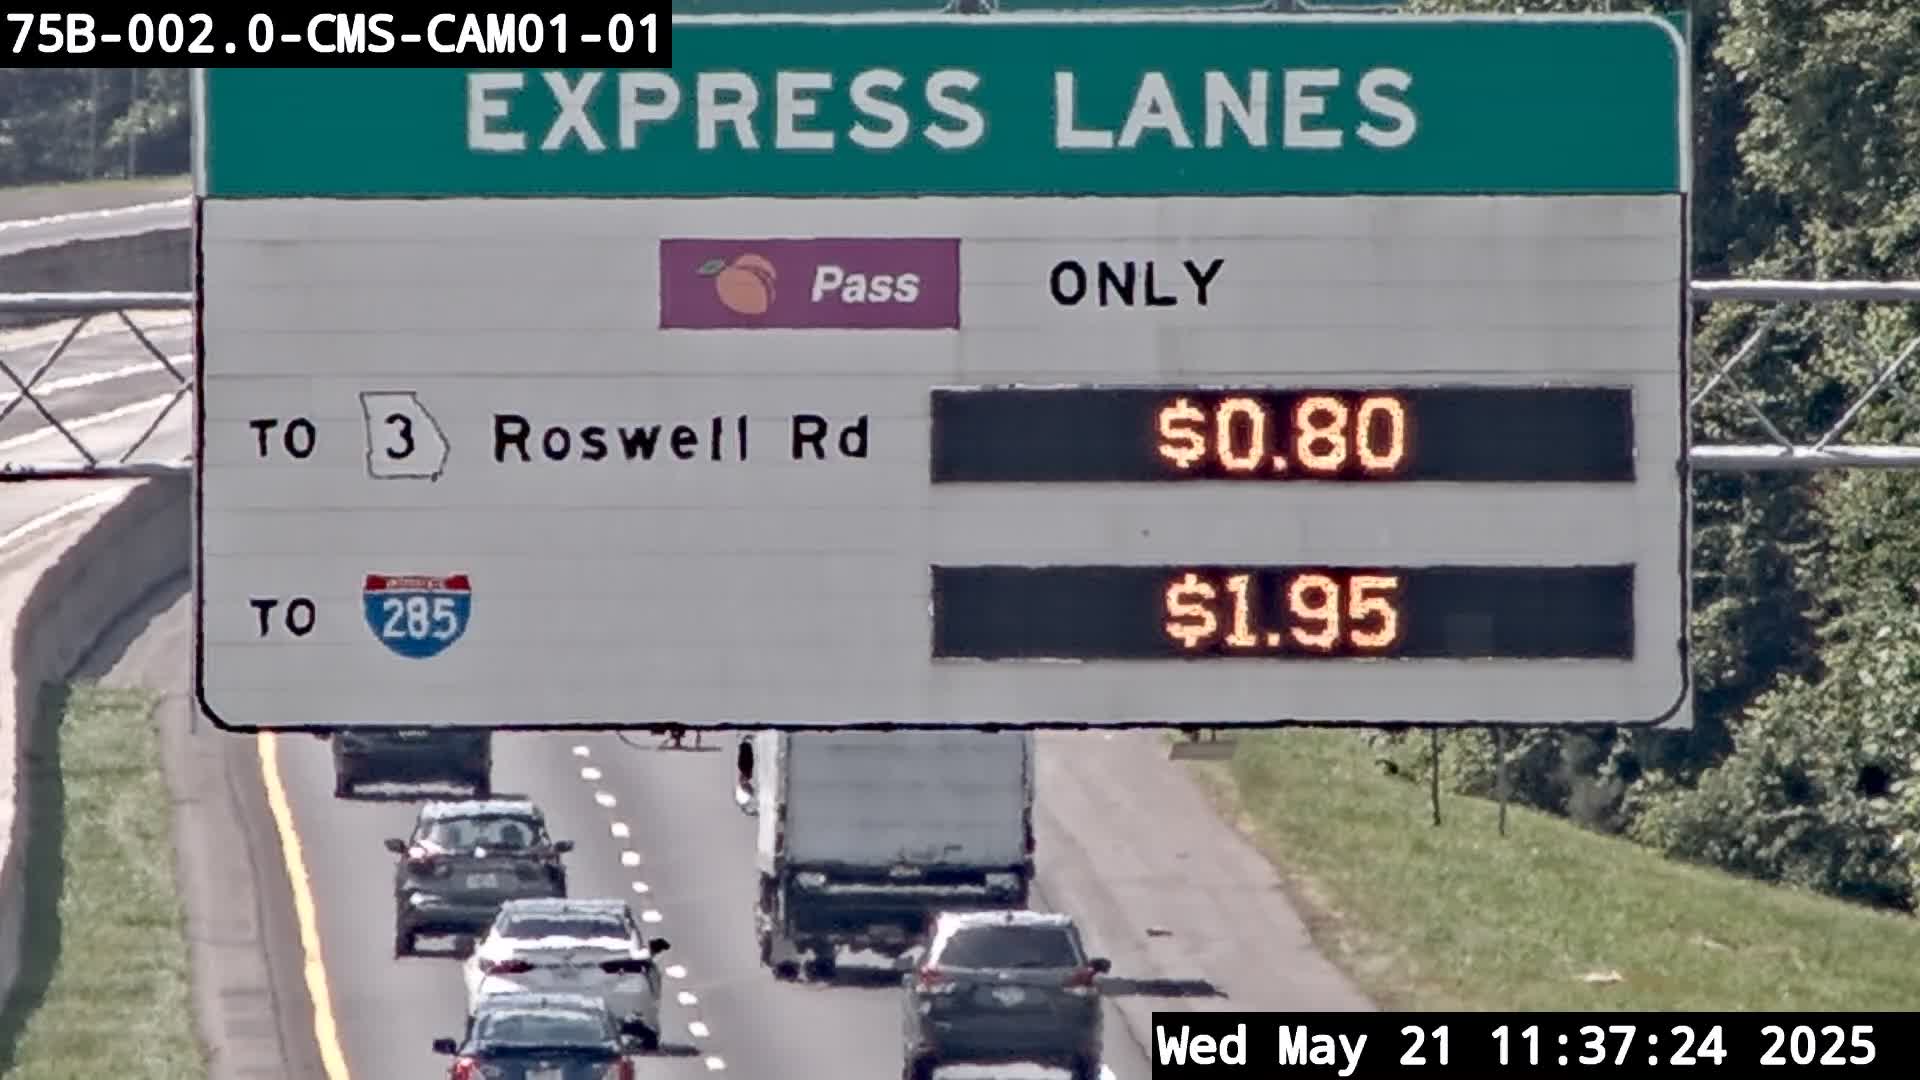 75B-002.0-CMS-CAM01-01
EXPRESS LANES
Pass ONLY
TO 3 Roswell Rd $0.80
TO 285 $1.95
Wed May 21 11:37:24 2025